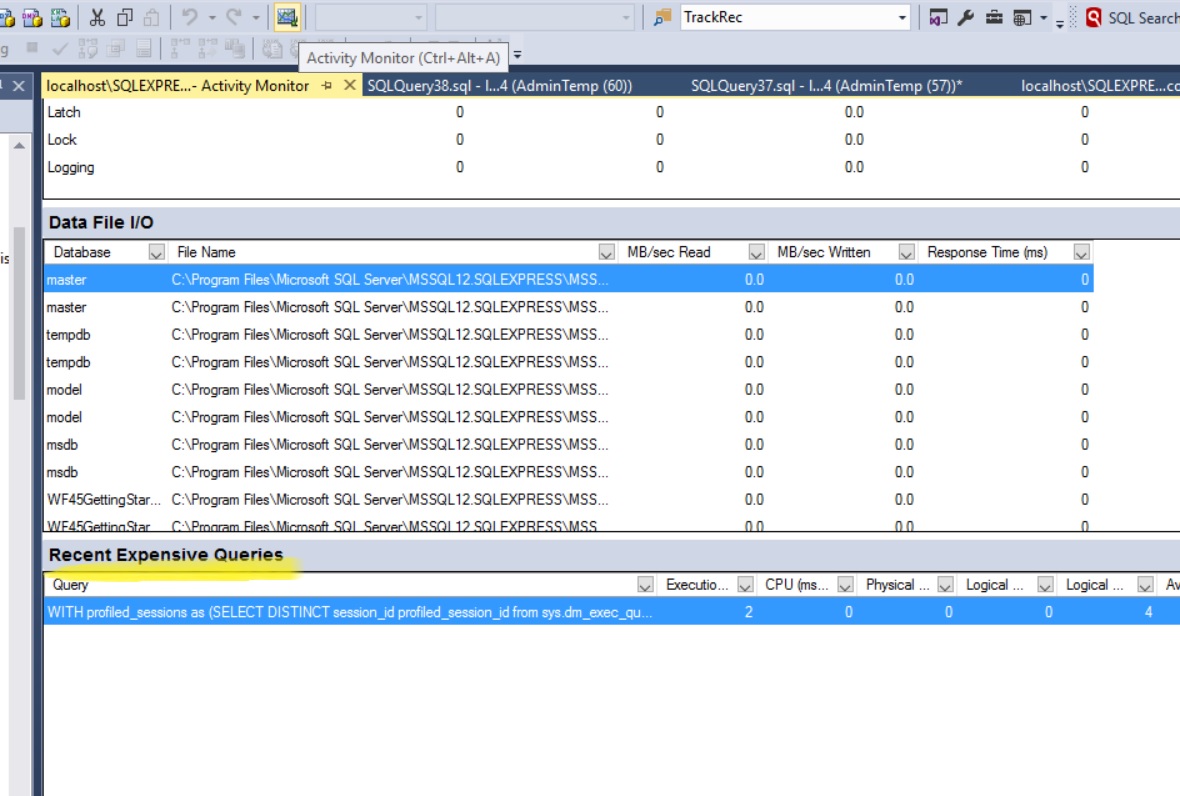 TrackRec SQL Search
g Activity Monitor (Ctrl+Alt+A)
localhost\SQLEXPRE...- Activity Monitor SQLQuery38.sql - l...4 (AdminTemp (60)) SQLQuery37.sql - l...4 (AdminTemp (57))* localhost\SQLEXPRE...cc
Latch 0 0 0.0 0
Lock 0 0 0.0 0
Logging 0 0 0.0 0
Data File I/O
is
Database File Name MB/sec Read MB/sec Written Response Time (ms)
master C:\Program Files\Microsoft SQL Server\MSSQL12.SQLEXPRESS\MSS... 0.0 0.0 0
master C:\Program Files\Microsoft SQL Server\MSSQL12.SQLEXPRESS\MSS... 0.0 0.0 0
tempdb C:\Program Files\Microsoft SQL Server\MSSQL12.SQLEXPRESS\MSS... 0.0 0.0 0
tempdb C:\Program Files\Microsoft SQL Server\MSSQL12.SQLEXPRESS\MSS... 0.0 0.0 0
model C:\Program Files\Microsoft SQL Server\MSSQL12.SQLEXPRESS\MSS... 0.0 0.0 0
model C:\Program Files\Microsoft SQL Server\MSSQL12.SQLEXPRESS\MSS... 0.0 0.0 0
msdb C:\Program Files\Microsoft SQL Server\MSSQL12.SQLEXPRESS\MSS... 0.0 0.0 0
msdb C:\Program Files\Microsoft SQL Server\MSSQL12.SQLEXPRESS\MSS... 0.0 0.0 0
WF45GettingStar... C:\Program Files\Microsoft SQL Server\MSSQL12.SQLEXPRESS\MSS... 0.0 0.0 0
WF45GettingStar C:\Program Files\Microsoft SQL Server\MSSQL12.SQLEXPRESS\MSS 0.0 0.0 0
Recent Expensive Queries
Query Executio... CPU (ms... Physical ... Logical ... Logical ... Av
WITH profiled_sessions as (SELECT DISTINCT session_id profiled_session_id from sys.dm_exec_qu... 2 0 0 0 4